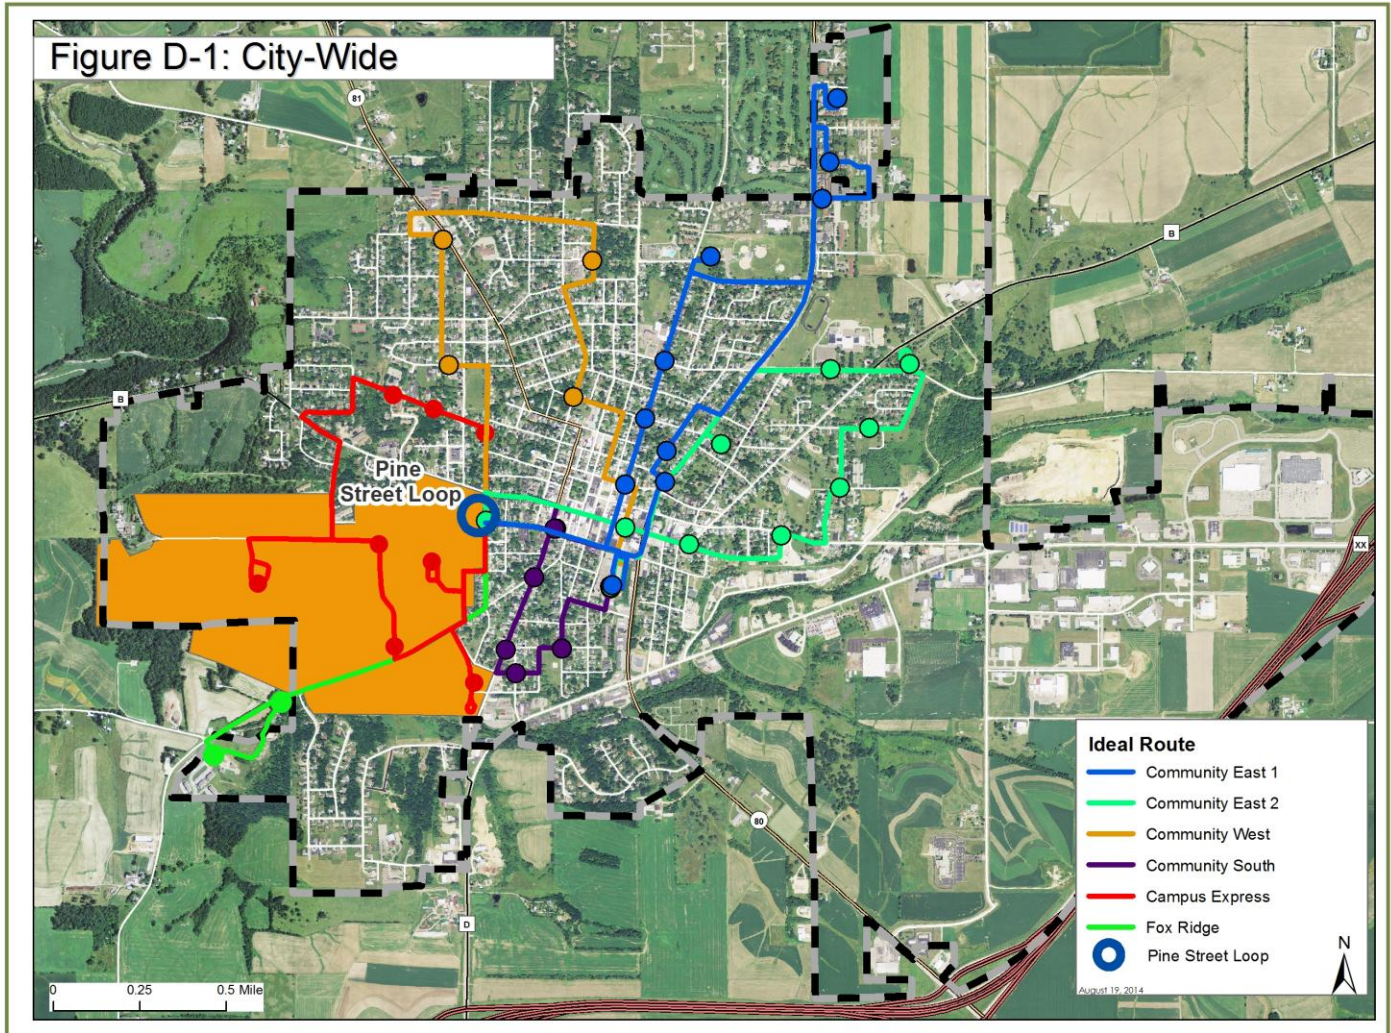 Figure D-1: City-Wide
81
B
B
Pine
Street Loop
XX
80
D
Ideal Route
Community East 1
Community East 2
Community West
Community South
Campus Express
Fox Ridge
Pine Street Loop
N
August 19, 2014
0 0.25 0.5 Mile